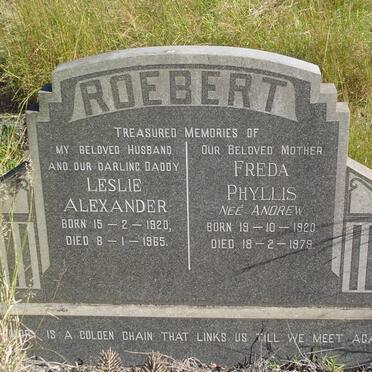 ROEBERT
TREASURED MEMORIES OF
MY BELOVED HUSBAND
AND OUR DARLING DADDY
LESLIE
ALEXANDER
BORN 15-2-1920,
DIED 8-1-1965.
OUR BELOVED MOTHER
FREDA
PHYLLIS
NEÉ ANDREW
BORN 19-10-1920
DIED 18-2-1979
IS A GOLDEN CHAIN THAT LINKS US TILL WE MEET